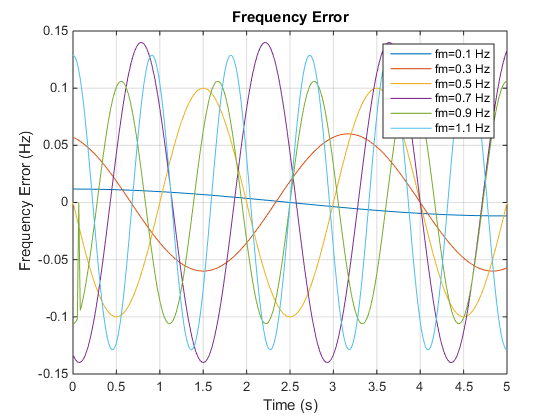 Frequency Error
0.15
0.1
0.05
0
-0.05
-0.1
-0.15
Frequency Error (Hz)
fm=0.1 Hz
fm=0.3 Hz
fm=0.5 Hz
fm=0.7 Hz
fm=0.9 Hz
fm=1.1 Hz
0 0.5 1 1.5 2 2.5 3 3.5 4 4.5 5
Time (s)